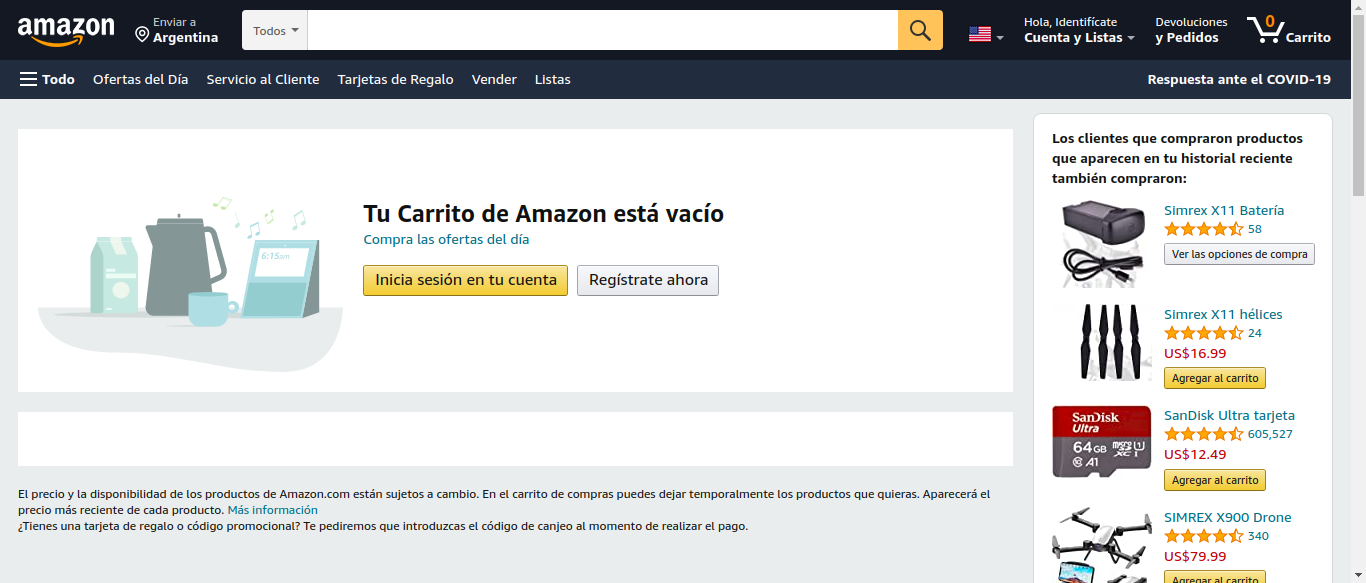 amazon
Enviar a
Argentina
Todos
Hola, Identifícate
Cuenta y Listas
Devoluciones
y Pedidos
0
Carrito
Todo
Ofertas del Día
Servicio al Cliente
Tarjetas de Regalo
Vender
Listas
Respuesta ante el COVID-19
6:15am
Tu Carrito de Amazon está vacío
Compra las ofertas del día
Inicia sesión en tu cuenta
Regístrate ahora
El precio y la disponibilidad de los productos de Amazon.com están sujetos a cambio. En el carrito de compras puedes dejar temporalmente los productos que quieras. Aparecerá el
precio más reciente de cada producto. Más información
¿Tienes una tarjeta de regalo o código promocional? Te pediremos que introduzcas el código de canjeo al momento de realizar el pago.
Los clientes que compraron productos
que aparecen en tu historial reciente
también compraron:
Simrex X11 Batería
58
Ver las opciones de compra
Simrex X11 hélices
24
US$16.99
Agregar al carrito
SanDisk
Ultra
64GB
micro SD XC I
A1
SanDisk Ultra tarjeta
605,527
US$12.49
Agregar al carrito
SIMREX X900 Drone
340
US$79.99
Agregar al carrito